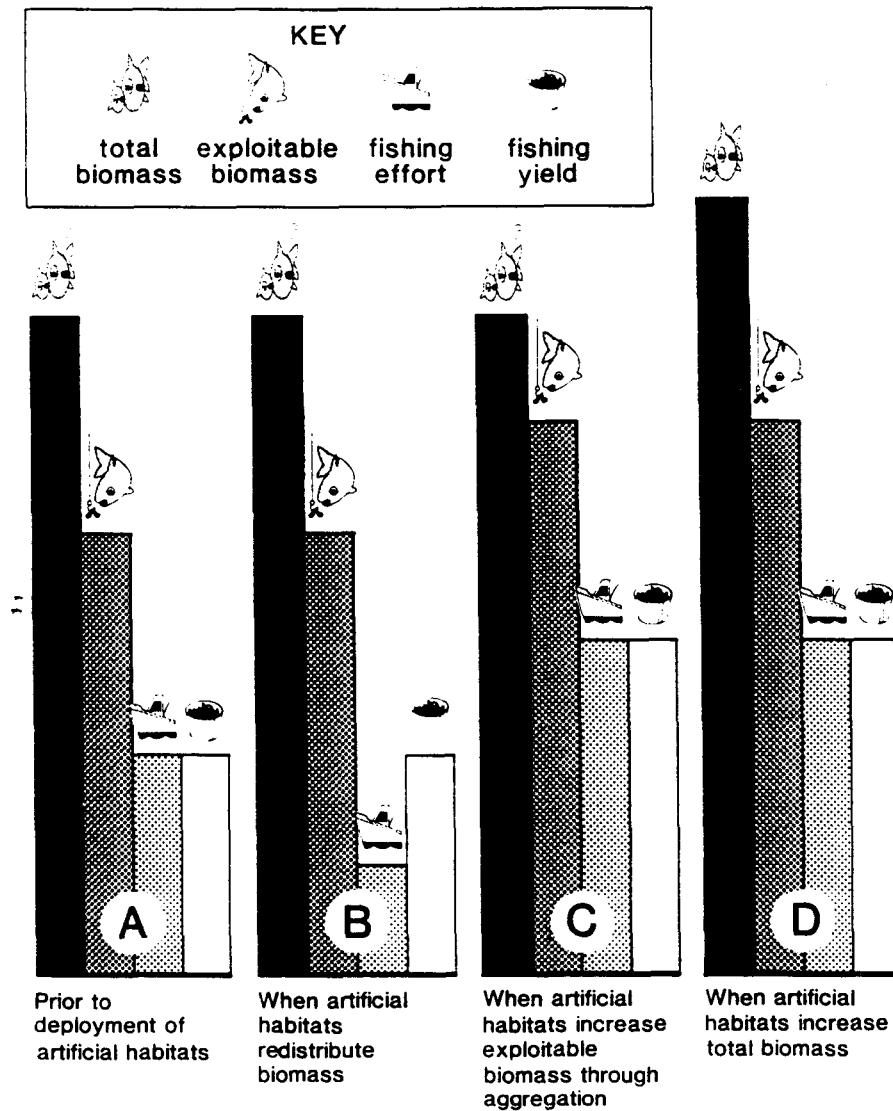 KEY
total
biomass
exploitable
biomass
fishing
effort
fishing
yield
A
B
C
D
Prior to
deployment of
artificial habitats
When artificial
habitats
redistribute
biomass
When artificial
habitats increase
exploitable
biomass through
aggregation
When artificial
habitats increase
total biomass